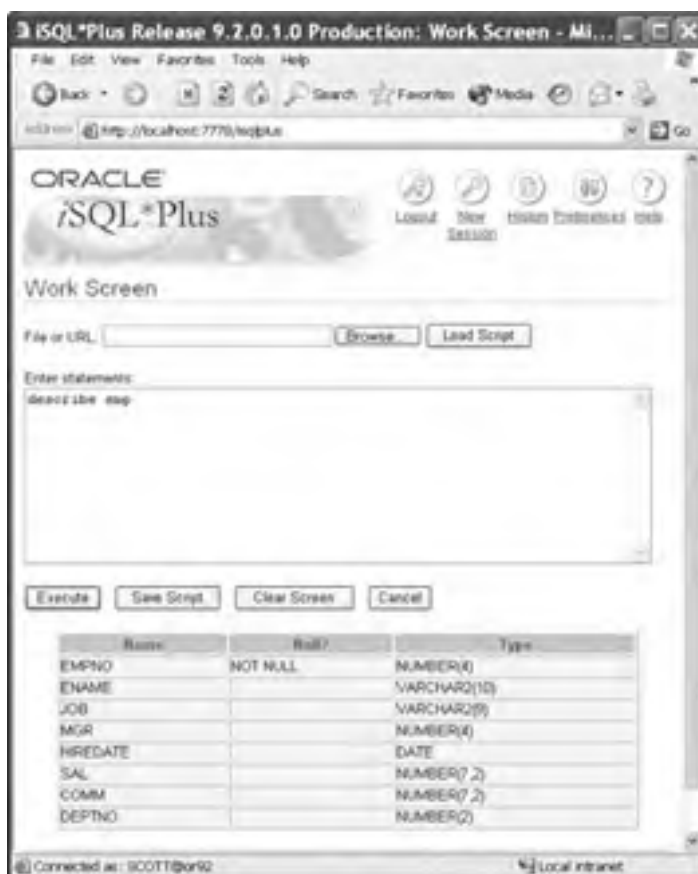 iSQL*Plus Release 9.2.0.1.0 Production: Work Screen - Mi...
File Edit View Favorites Tools Help
Back Search Favorites Media
Address http://localhost:7778/isqlplus Go
ORACLE
iSQL*Plus
Logout New Session History Preferences Help
Work Screen
File or URL: Browse... Load Script
Enter statements:
describe emp
Execute Save Script Clear Screen Cancel
Name Null? Type
EMPNO NOT NULL NUMBER(4)
ENAME VARCHAR2(10)
JOB VARCHAR2(9)
MGR NUMBER(4)
HIREDATE DATE
SAL NUMBER(7,2)
COMM NUMBER(7,2)
DEPTNO NUMBER(2)
Connected as: SCOTT@or92 Local intranet